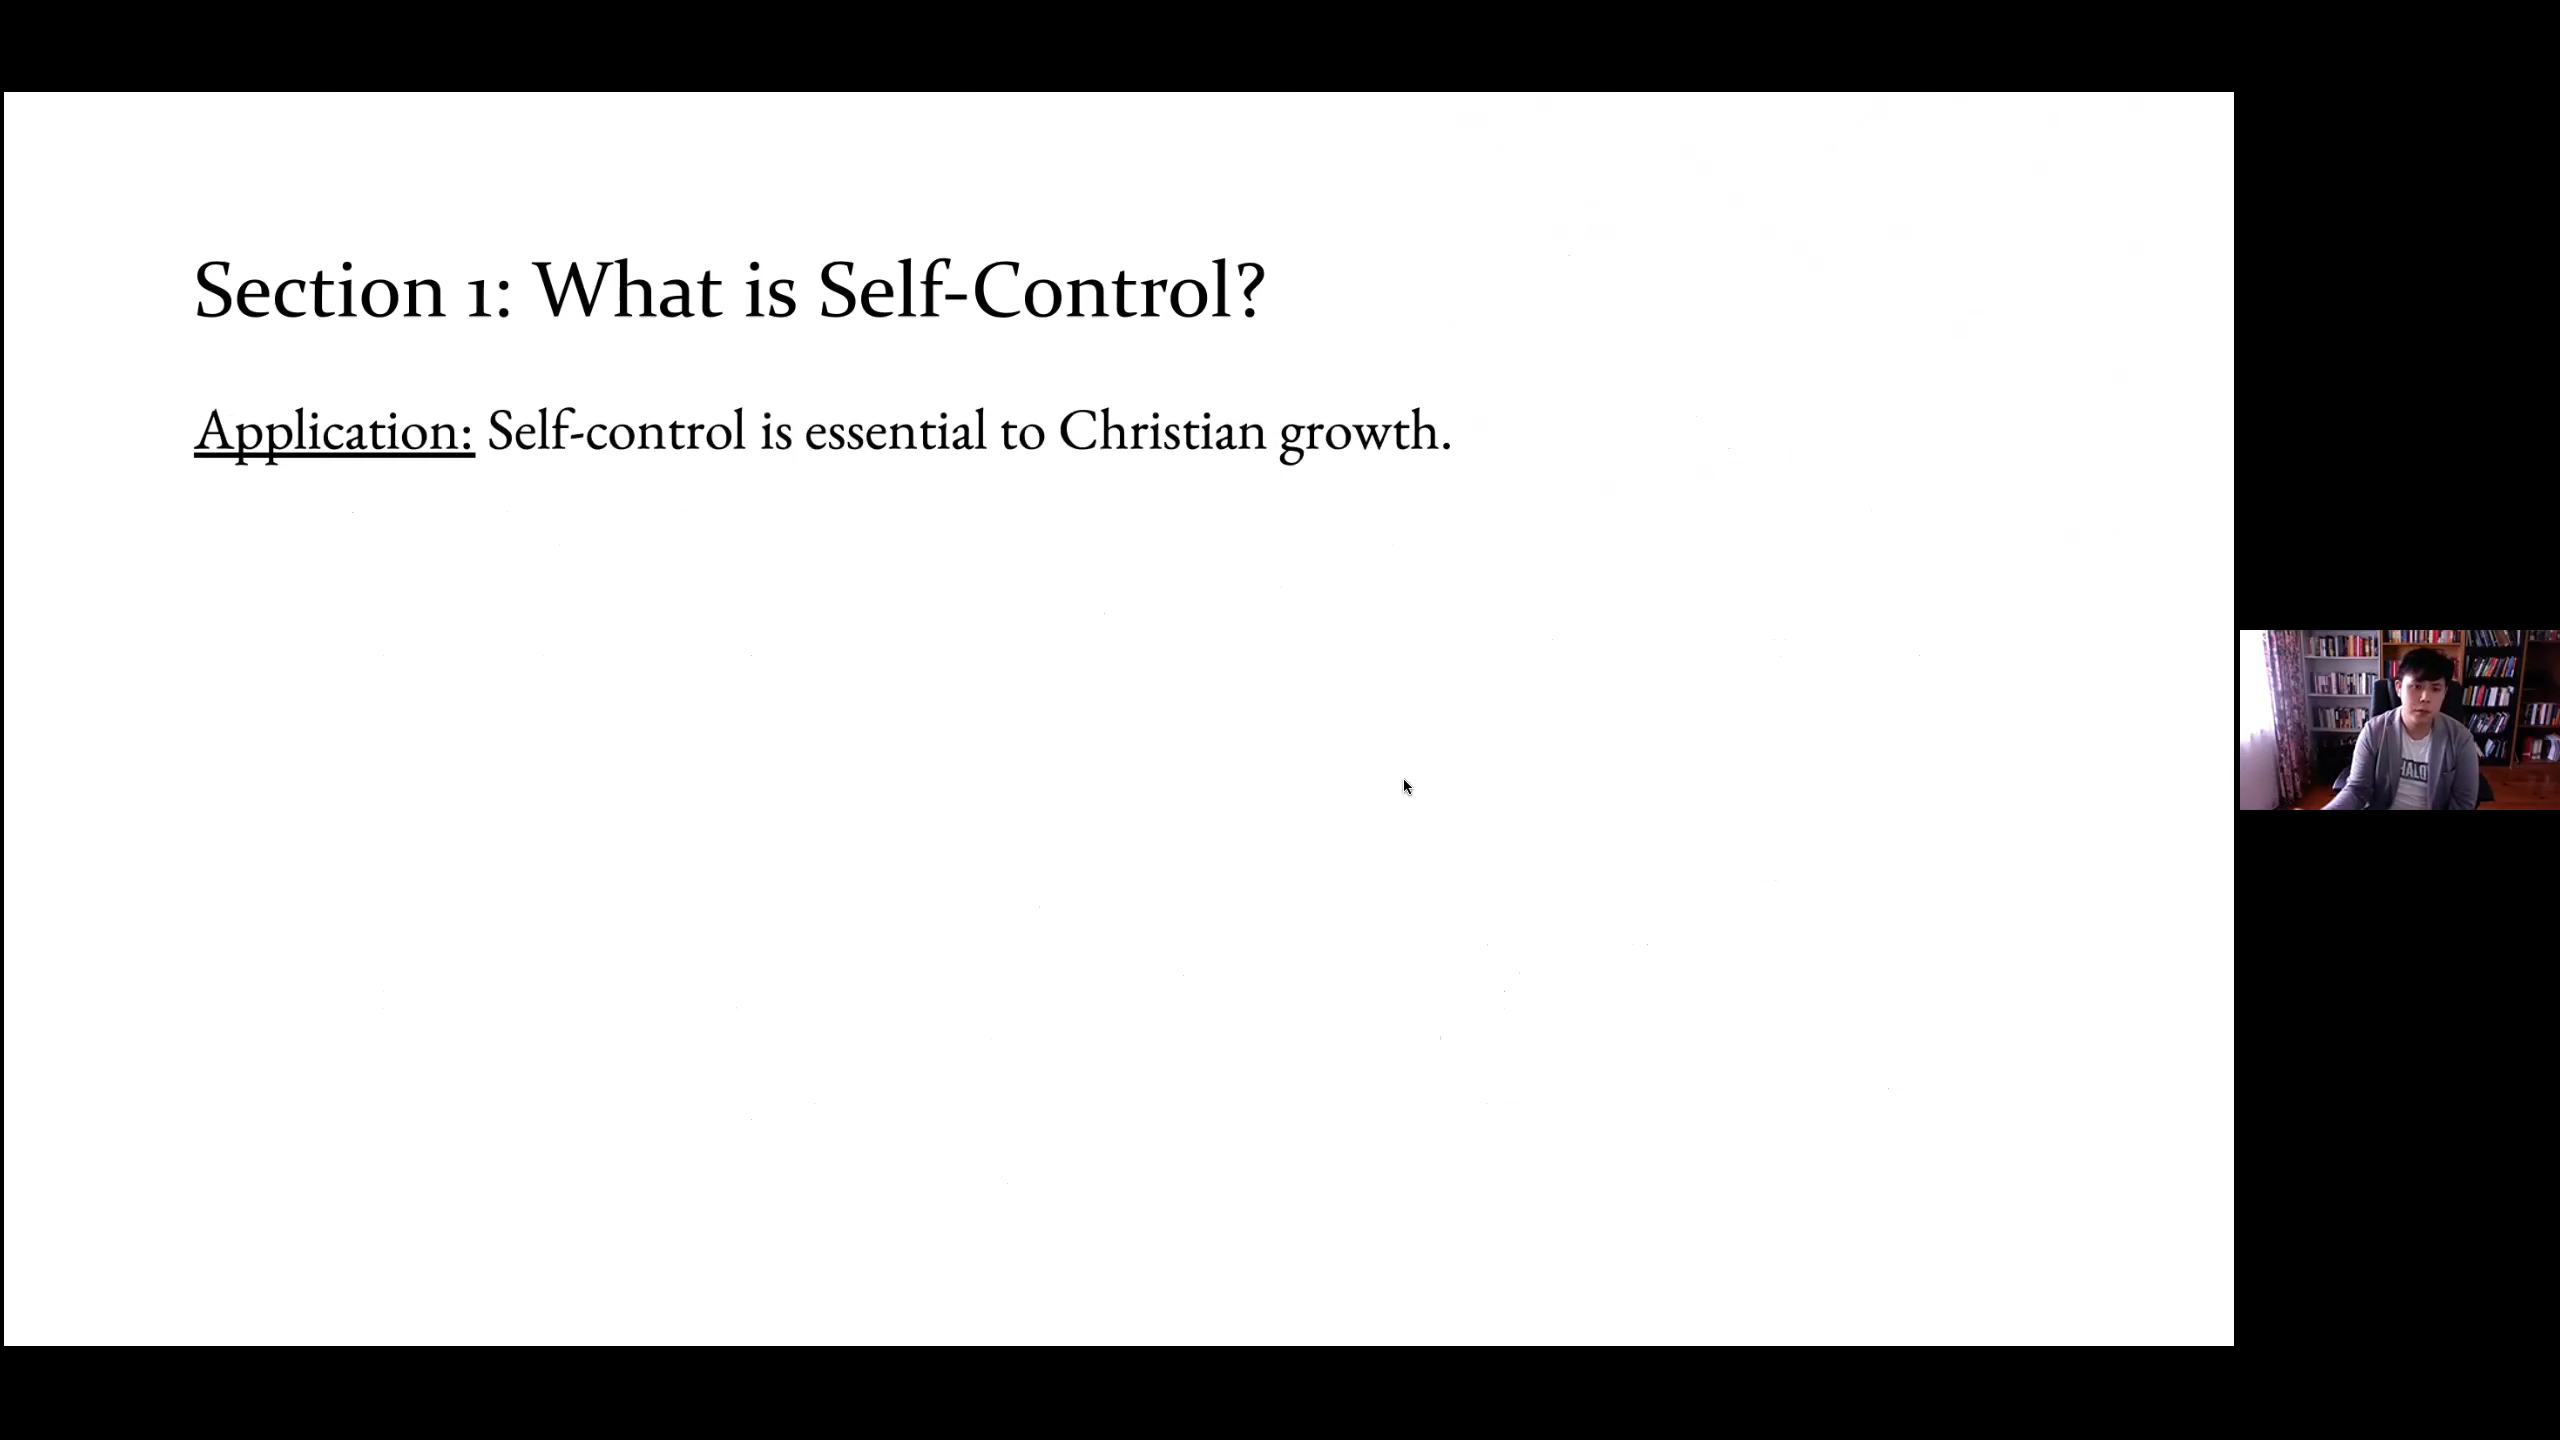 Section 1: What is Self-Control?
Application: Self-control is essential to Christian growth.